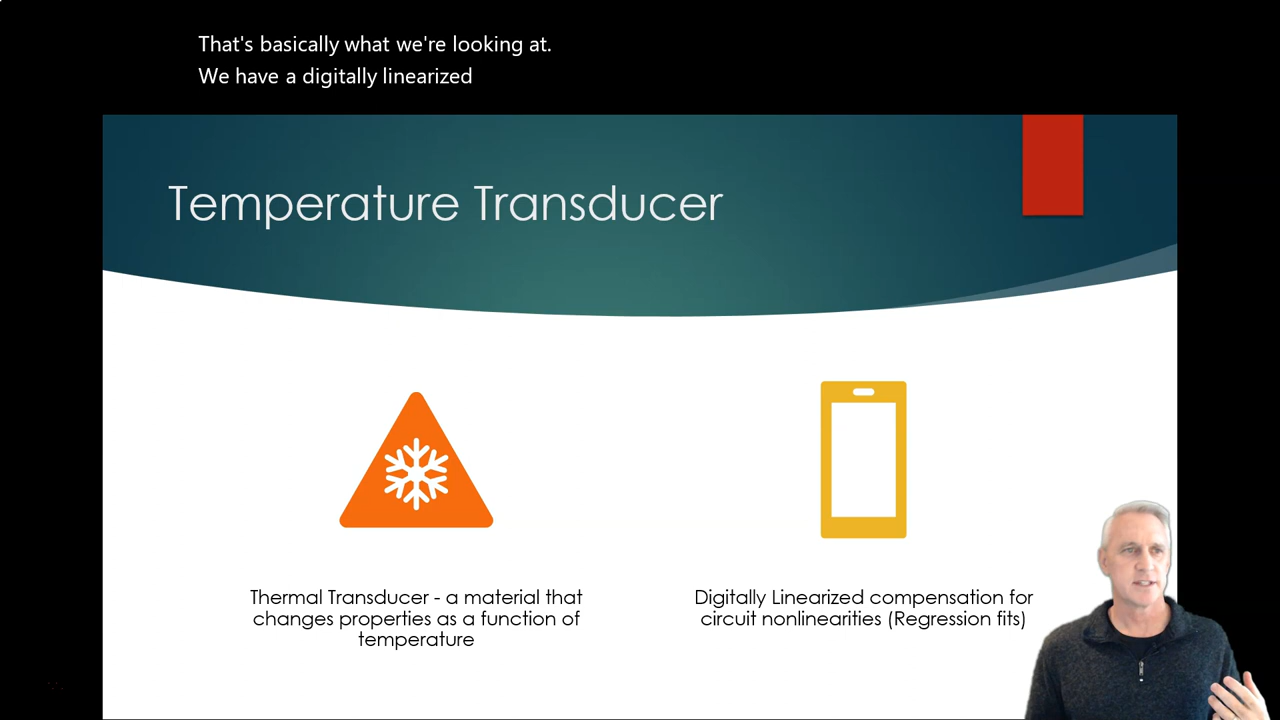 That's basically what we're looking at.
We have a digitally linearized
Temperature Transducer
Thermal Transducer - a material that
changes properties as a function of
temperature
Digitally Linearized compensation for
circuit nonlinearities (Regression fits)